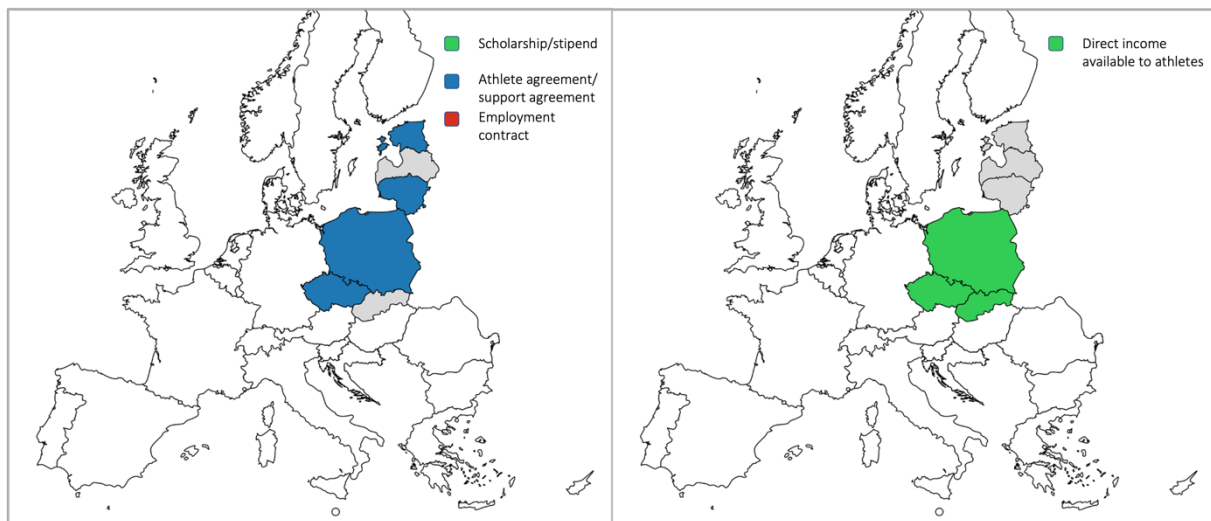 Scholarship/stipend
Athlete agreement/
support agreement
Employment
contract
Direct income
available to athletes